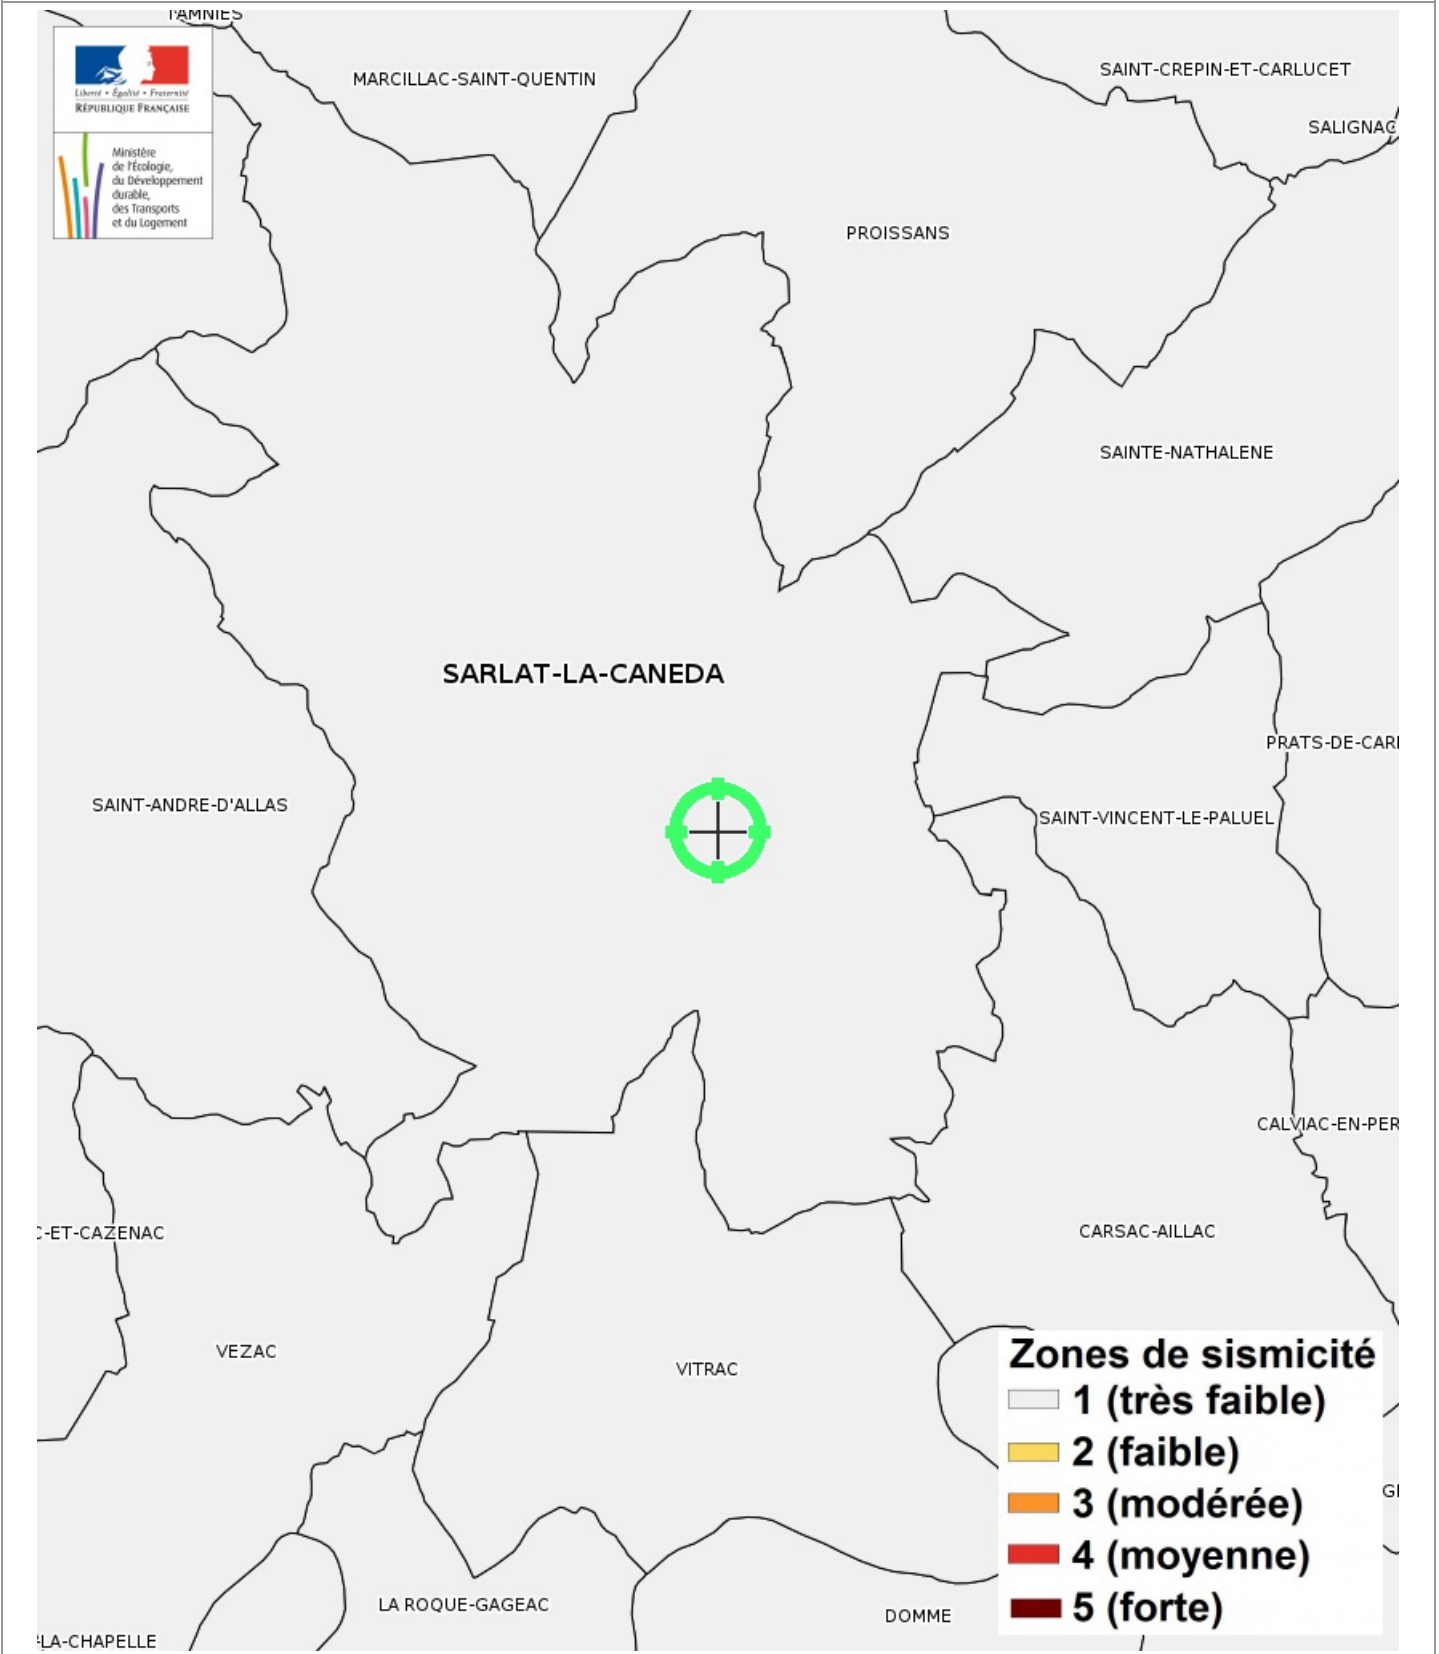 TAMNIES
MARCILLAC-SAINT-QUENTIN
SAINT-CREPIN-ET-CARLUCET
SALIGNAC
Liberté • Égalité • Fraternité
RÉPUBLIQUE FRANÇAISE
Ministère
de l'Écologie,
du Développement
durable,
des Transports
et du Logement
PROISSANS
SAINTE-NATHALENE
SARLAT-LA-CANEDA
PRATS-DE-CARI
SAINT-ANDRE-D'ALLAS
SAINT-VINCENT-LE-PALUEL
CALVIAC-EN-PER
C-ET-CAZENAC
CARSAC-AILLAC
VEZAC
VITRAC
LA ROQUE-GAGEAC
DOMME
-LA-CHAPELLE
Zones de sismicité
1 (très faible)
2 (faible)
3 (modérée)
4 (moyenne)
5 (forte)